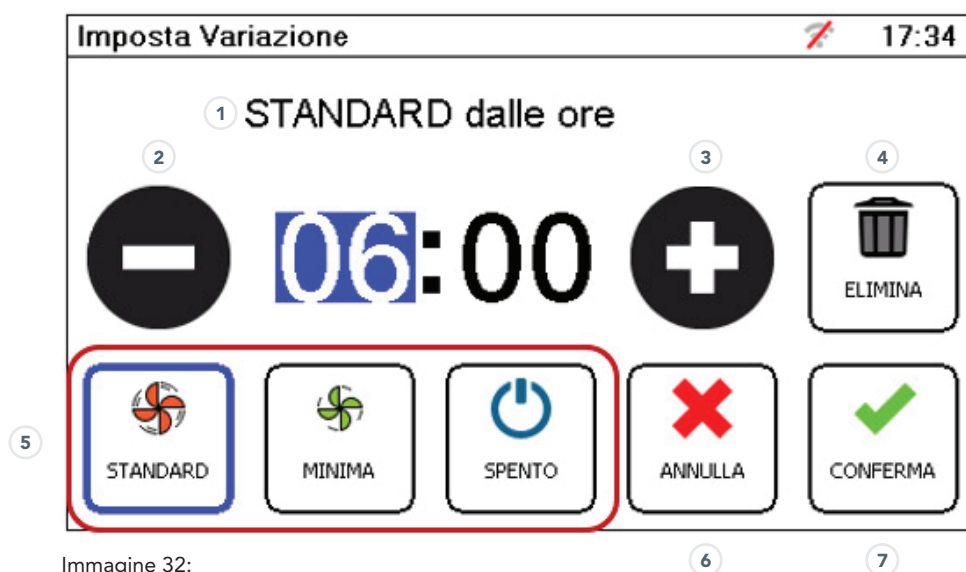 Imposta Variazione 17:34
1 STANDARD dalle ore
2 3 4
06:00
ELIMINA
5
STANDARD MINIMA SPENTO ANNULLA CONFERMA
Immagine 32:
6 7